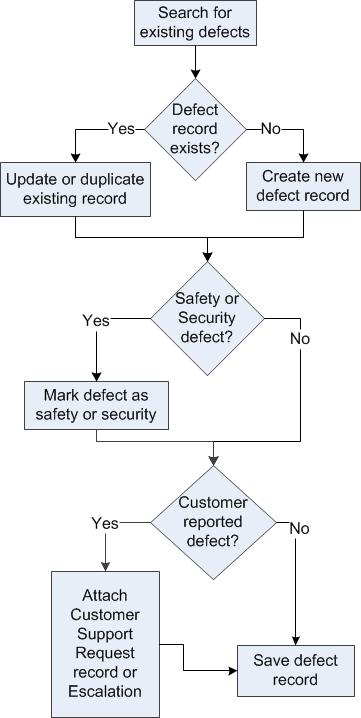 Search for
existing defects
Defect
record
exists?
Yes
No
Update or duplicate
existing record
Create new
defect record
Safety or
Security
defect?
Yes
No
Mark defect as
safety or security
Customer
reported
defect?
Yes
No
Attach
Customer
Support
Request
record or
Escalation
Save defect
record